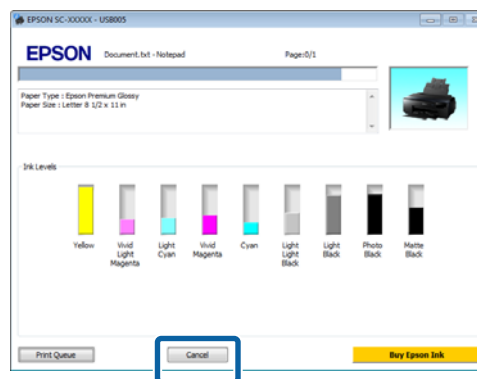 EPSON SC-XXXXX - USB005
EPSON Document.txt - Notepad Page:0/1
Paper Type : Epson Premium Glossy
Paper Size : Letter 8 1/2 x 11 in
Ink Levels
Yellow Vivid Light Magenta Light Cyan Vivid Magenta Cyan Light Light Black Light Black Photo Black Matte Black
Print Queue Cancel Buy Epson Ink